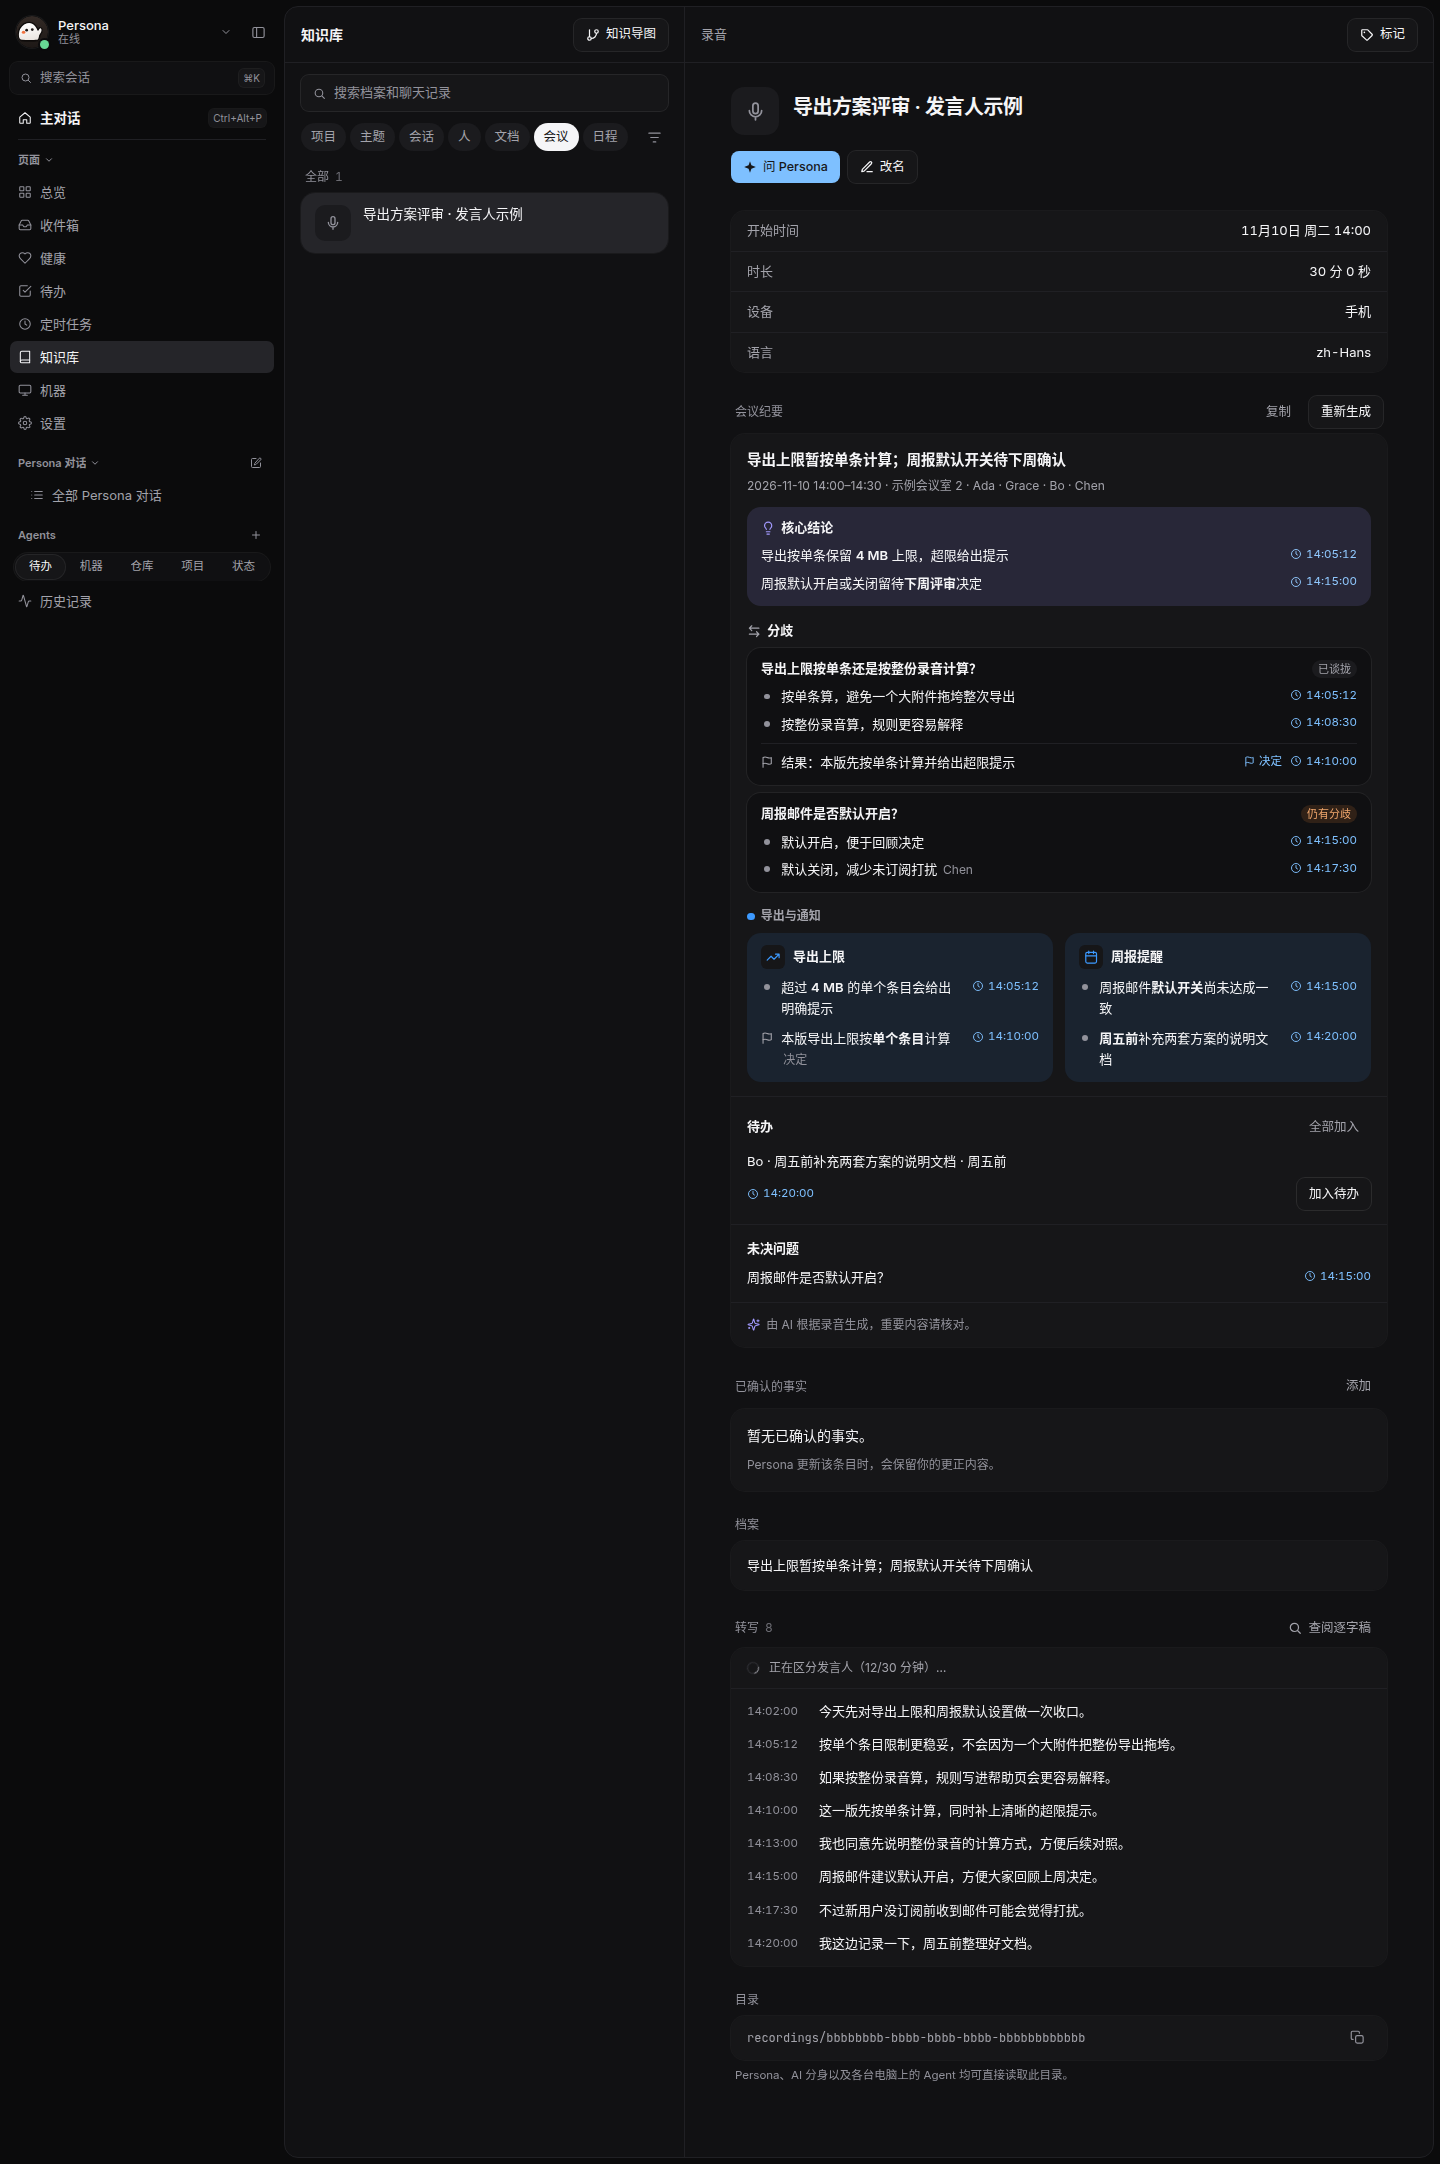 Persona
在线
搜索会话
⌘K
主对话
Ctrl+Alt+P
页面
总览
收件箱
健康
待办
定时任务
知识库
机器
设置
Persona 对话
全部 Persona 对话
Agents
待办 机器 仓库 项目 状态
历史记录
知识库
知识导图
搜索档案和聊天记录
项目 主题 会话 人 文档 会议 日程
全部 1
导出方案评审 · 发言人示例
录音
标记
导出方案评审 · 发言人示例
问 Persona
改名
开始时间 11月10日 周二 14:00
时长 30 分 0 秒
设备 手机
语言 zh-Hans
会议纪要 复制 重新生成
导出上限暂按单条计算；周报默认开关待下周确认
2026-11-10 14:00–14:30 · 示例会议室 2 · Ada · Grace · Bo · Chen
核心结论
导出按单条保留 4 MB 上限，超限给出提示 14:05:12
周报默认开启或关闭留待下周评审决定 14:15:00
分歧
导出上限按单条还是按整份录音计算？ 已谈拢
按单条算，避免一个大附件拖垮整次导出 14:05:12
按整份录音算，规则更容易解释 14:08:30
结果：本版先按单条计算并给出超限提示 决定 14:10:00
周报邮件是否默认开启？ 仍有分歧
默认开启，便于回顾决定 14:15:00
默认关闭，减少未订阅打扰 Chen 14:17:30
导出与通知
导出上限
超过 4 MB 的单个条目会给出 14:05:12
明确提示
本版导出上限按单个条目计算 14:10:00
决定
周报提醒
周报邮件默认开关尚未达成一 14:15:00
致
周五前补充两套方案的说明文 14:20:00
档
待办 全部加入
Bo · 周五前补充两套方案的说明文档 · 周五前
14:20:00 加入待办
未决问题
周报邮件是否默认开启？ 14:15:00
由 AI 根据录音生成，重要内容请核对。
已确认的事实 添加
暂无已确认的事实。
Persona 更新该条目时，会保留你的更正内容。
档案
导出上限暂按单条计算；周报默认开关待下周确认
转写 8 查阅逐字稿
正在区分发言人（12/30 分钟）…
14:02:00 今天先对导出上限和周报默认设置做一次收口。
14:05:12 按单个条目限制更稳妥，不会因为一个大附件把整份导出拖垮。
14:08:30 如果按整份录音算，规则写进帮助页会更容易解释。
14:10:00 这一版先按单条计算，同时补上清晰的超限提示。
14:13:00 我也同意先说明整份录音的计算方式，方便后续对照。
14:15:00 周报邮件建议默认开启，方便大家回顾上周决定。
14:17:30 不过新用户没订阅前收到邮件可能会觉得打扰。
14:20:00 我这边记录一下，周五前整理好文档。
目录
recordings/bbbbbbbb-bbbb-bbbb-bbbb-bbbbbbbbbbbb
Persona、AI 分身以及各台电脑上的 Agent 均可直接读取此目录。